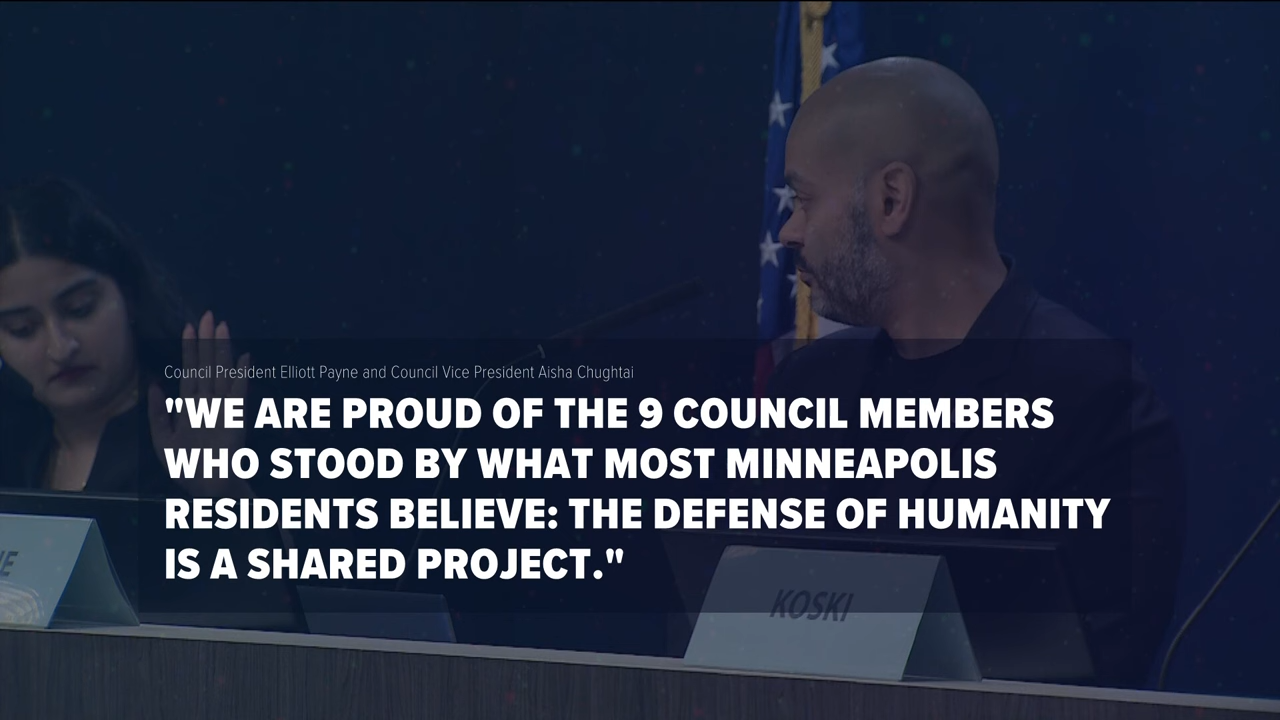 Council President Elliott Payne and Council Vice President Aisha Chughtai
"WE ARE PROUD OF THE 9 COUNCIL MEMBERS
WHO STOOD BY WHAT MOST MINNEAPOLIS
RESIDENTS BELIEVE: THE DEFENSE OF HUMANITY
IS A SHARED PROJECT."
KOSKI